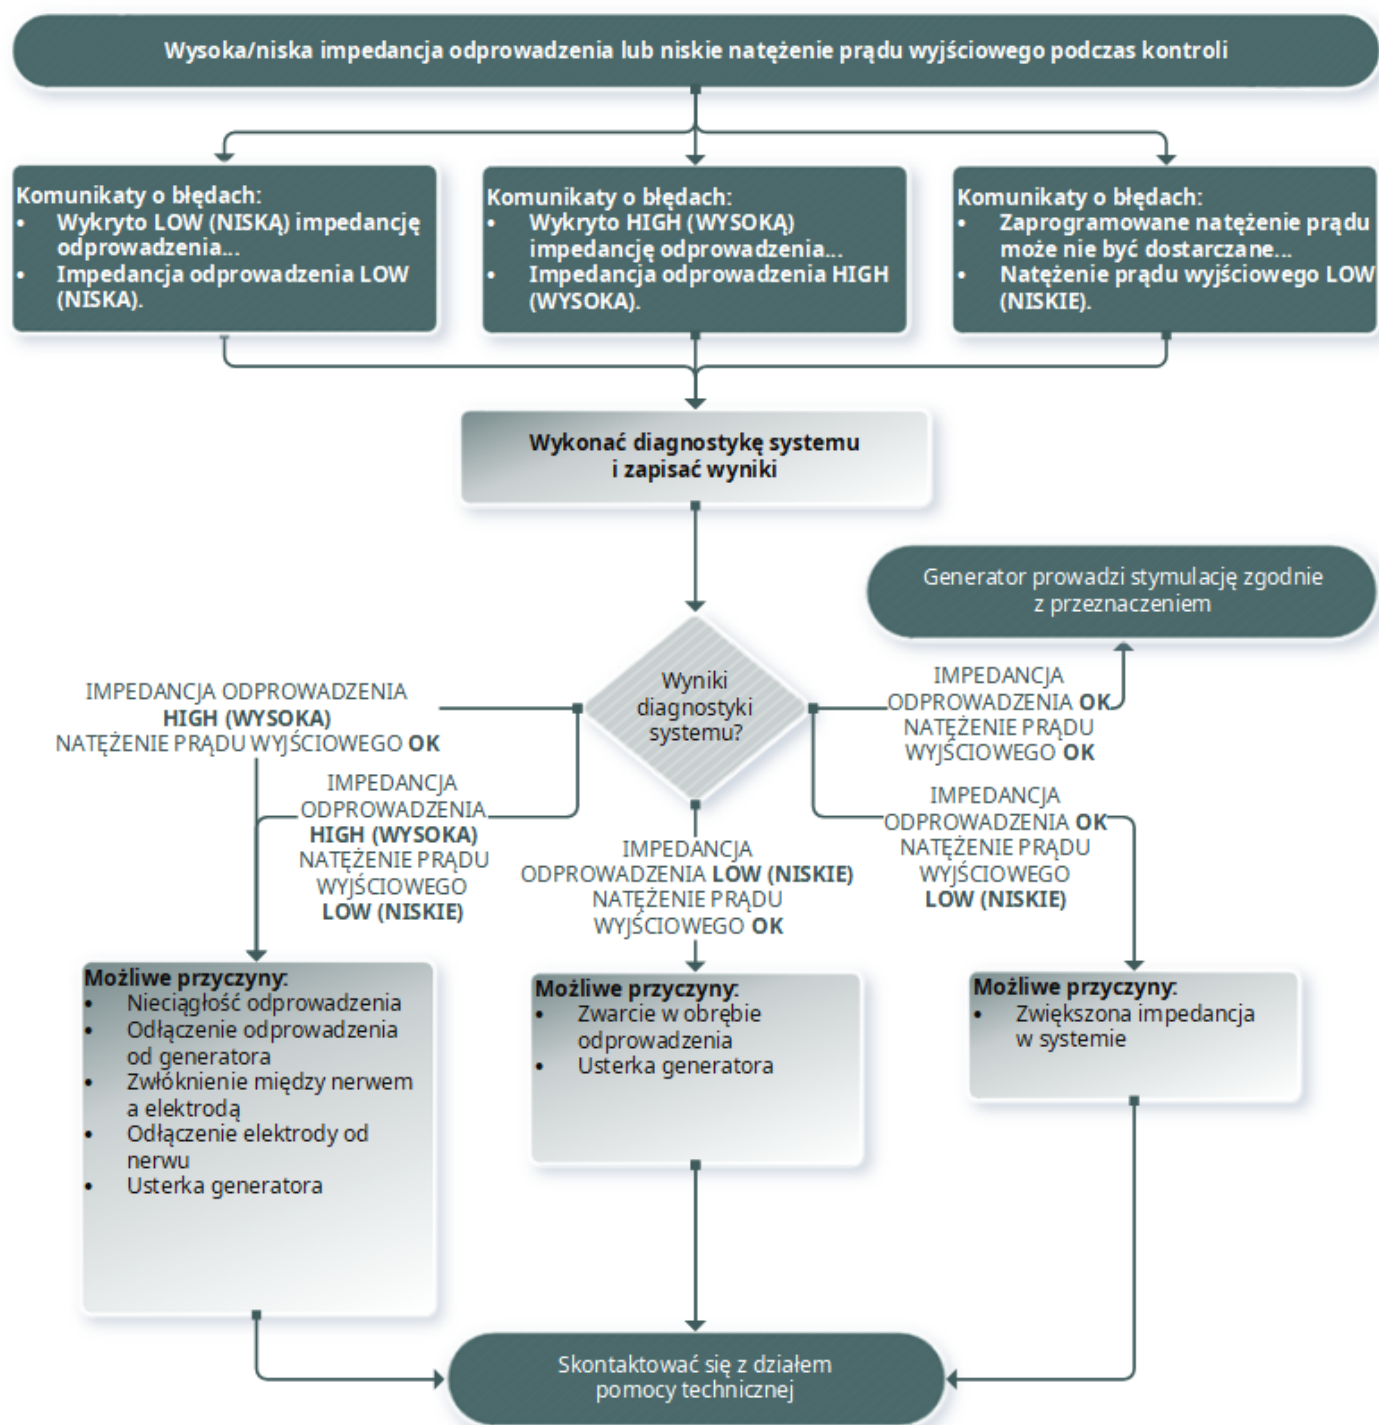 Wysoka/niska impedancja odprowadzenia lub niskie natężenie prądu wyjściowego podczas kontroli
Komunikaty o błędach:
• Wykryto LOW (NISKĄ) impedancję
odprowadzenia...
• Impedancja odprowadzenia LOW
(NISKA).
Komunikaty o błędach:
• Wykryto HIGH (WYSOKĄ)
impedancję odprowadzenia...
• Impedancja odprowadzenia HIGH
(WYSOKA).
Komunikaty o błędach:
• Zaprogramowane natężenie prądu
może nie być dostarczane...
• Natężenie prądu wyjściowego LOW
(NISKIE).
Wykonać diagnostykę systemu
i zapisać wyniki
Generator prowadzi stymulację zgodnie
z przeznaczeniem
Wyniki
diagnostyki
systemu?
IMPEDANCJA ODPROWADZENIA
HIGH (WYSOKA)
NATĘŻENIE PRĄDU WYJŚCIOWEGO OK
IMPEDANCJA
ODPROWADZENIA
HIGH (WYSOKA)
NATĘŻENIE PRĄDU
WYJŚCIOWEGO
LOW (NISKIE)
IMPEDANCJA
ODPROWADZENIA LOW (NISKIE)
NATĘŻENIE PRĄDU
WYJŚCIOWEGO OK
IMPEDANCJA
ODPROWADZENIA OK
NATĘŻENIE PRĄDU
WYJŚCIOWEGO OK
IMPEDANCJA
ODPROWADZENIA OK
NATĘŻENIE PRĄDU
WYJŚCIOWEGO
LOW (NISKIE)
Możliwe przyczyny:
• Nieciągłość odprowadzenia
• Odłączenie odprowadzenia
od generatora
• Zwłóknienie między nerwem
a elektrodą
• Odłączenie elektrody od
nerwu
• Usterka generatora
Możliwe przyczyny:
• Zwarcie w obrębie
odprowadzenia
• Usterka generatora
Możliwe przyczyny:
• Zwiększona impedancja
w systemie
Skontaktować się z działem
pomocy technicznej